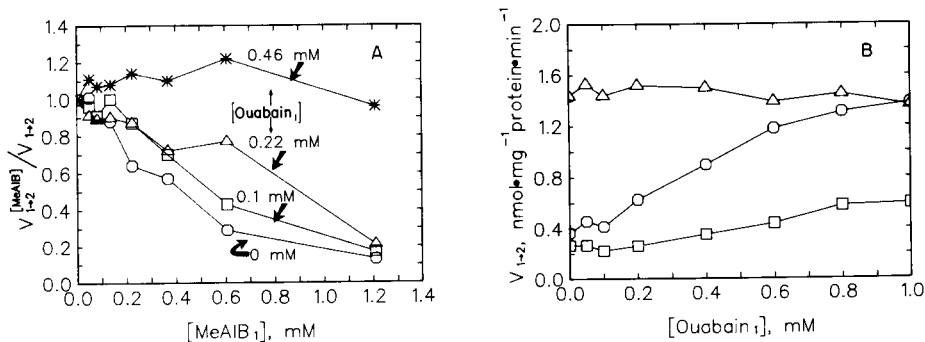 A
V₁→₂^[MeAIB]/V₁→₂
1.4
1.2
1.0
0.8
0.6
0.4
0.2
0.0
0.46 mM
[Ouabain₁]
0.22 mM
0.1 mM
0 mM
0.0 0.2 0.4 0.6 0.8 1.0 1.2 1.4
[MeAIB₁], mM
B
V₁→₂, nmol•mg⁻¹protein•min⁻¹
2.0
1.6
1.2
0.8
0.4
0.0
0.0 0.2 0.4 0.6 0.8 1.0
[Ouabain₁], mM